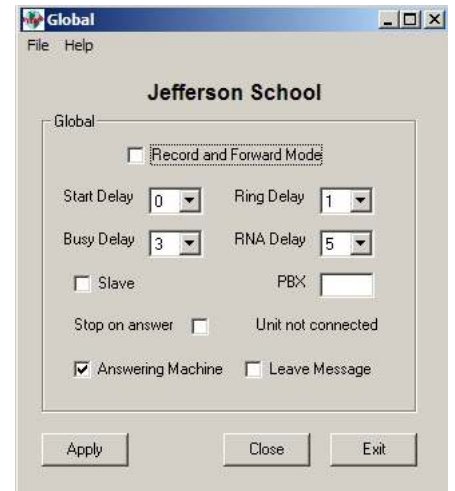 Global
File Help
Jefferson School
Global
Record and Forward Mode
Start Delay 0 Ring Delay 1
Busy Delay 3 RNA Delay 5
Slave PBX
Stop on answer Unit not connected
Answering Machine Leave Message
Apply Close Exit